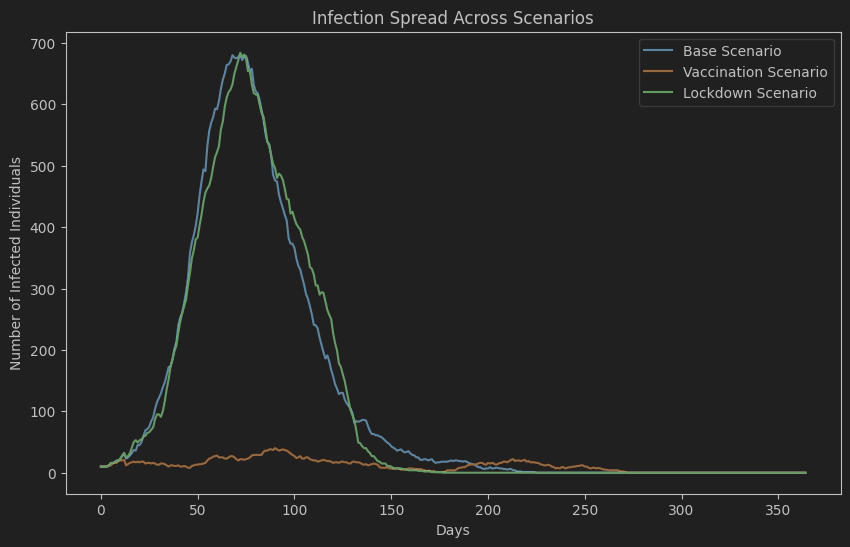 Infection Spread Across Scenarios
Number of Infected Individuals
700
600
500
400
300
200
100
0
Base Scenario
Vaccination Scenario
Lockdown Scenario
0 50 100 150 200 250 300 350
Days